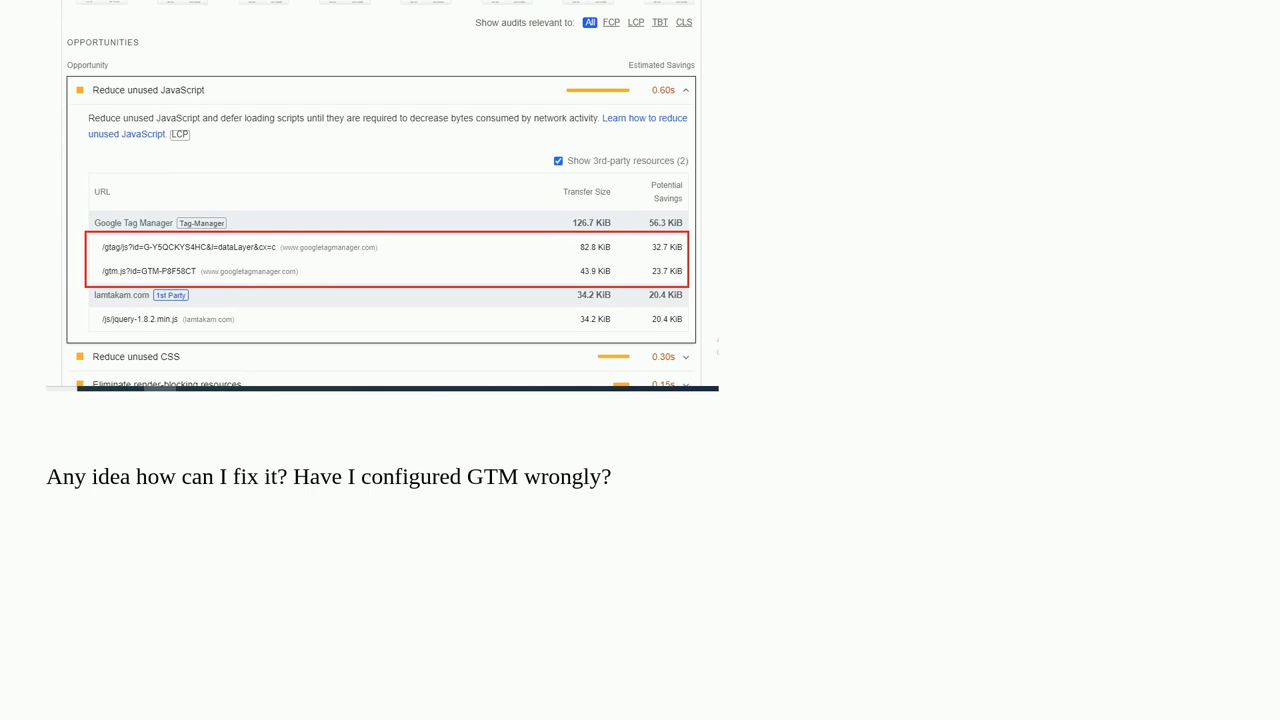 Show audits relevant to: All FCP LCP TBT CLS
OPPORTUNITIES
Opportunity Estimated Savings
Reduce unused JavaScript 0.60s
Reduce unused JavaScript and defer loading scripts until they are required to decrease bytes consumed by network activity. Learn how to reduce
unused JavaScript. LCP
Show 3rd-party resources (2)
URL Transfer Size Potential Savings
Google Tag Manager Tag-Manager 126.7 KiB 56.3 KiB
/gtag/js?id=G-Y5QCKYS4HC&l=dataLayer&cx=c (www.googletagmanager.com) 82.8 KiB 32.7 KiB
/gtm.js?id=GTM-P8F58CT (www.googletagmanager.com) 43.9 KiB 23.7 KiB
lamtakam.com 1st Party 34.2 KiB 20.4 KiB
/js/jquery-1.8.2.min.js (lamtakam.com) 34.2 KiB 20.4 KiB
Reduce unused CSS 0.30s
Eliminate render-blocking resources 0.15s
Any idea how can I fix it? Have I configured GTM wrongly?